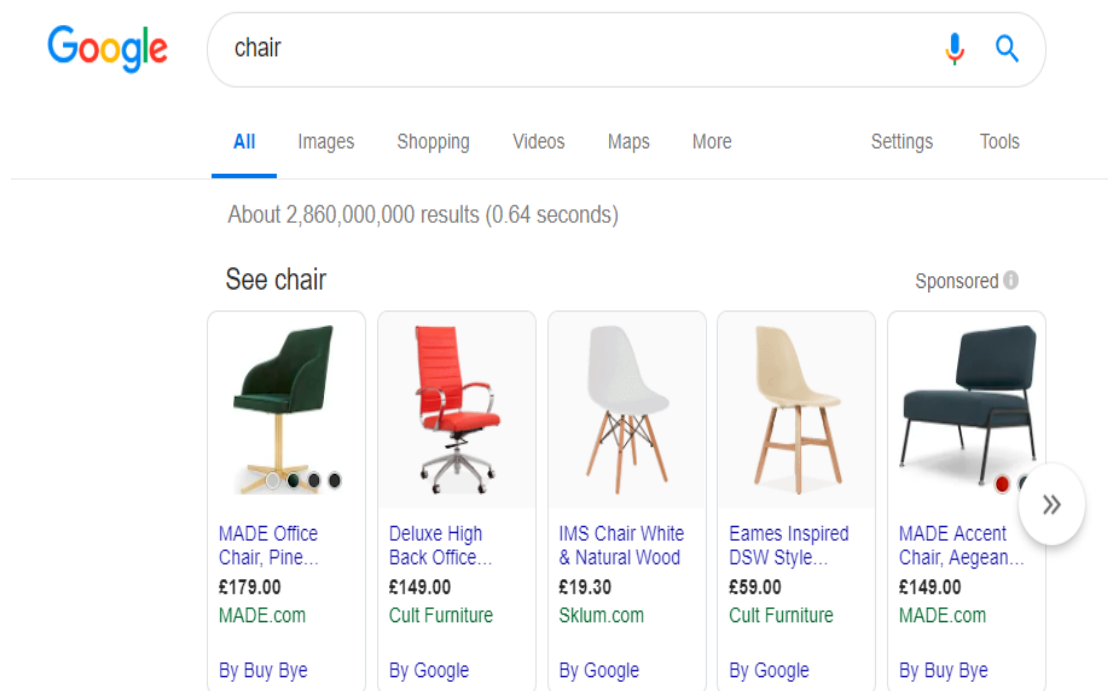 Google
chair
All Images Shopping Videos Maps More Settings Tools
About 2,860,000,000 results (0.64 seconds)
See chair
Sponsored
MADE Office
Chair, Pine...
£179.00
MADE.com
By Buy Bye
Deluxe High
Back Office...
£149.00
Cult Furniture
By Google
IMS Chair White
& Natural Wood
£19.30
Sklum.com
By Google
Eames Inspired
DSW Style...
£59.00
Cult Furniture
By Google
MADE Accent
Chair, Aegean...
£149.00
MADE.com
By Buy Bye